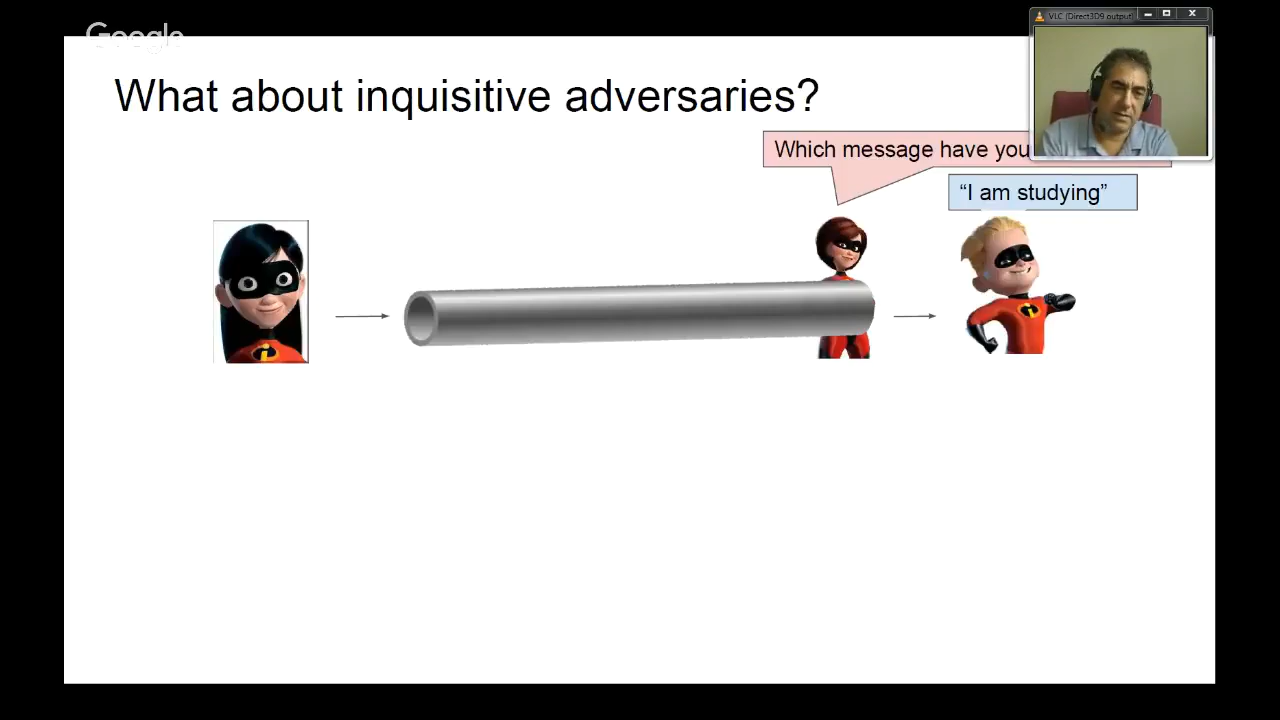 Google
VLC (Direct3D9 output)
What about inquisitive adversaries?
Which message have you
“I am studying”